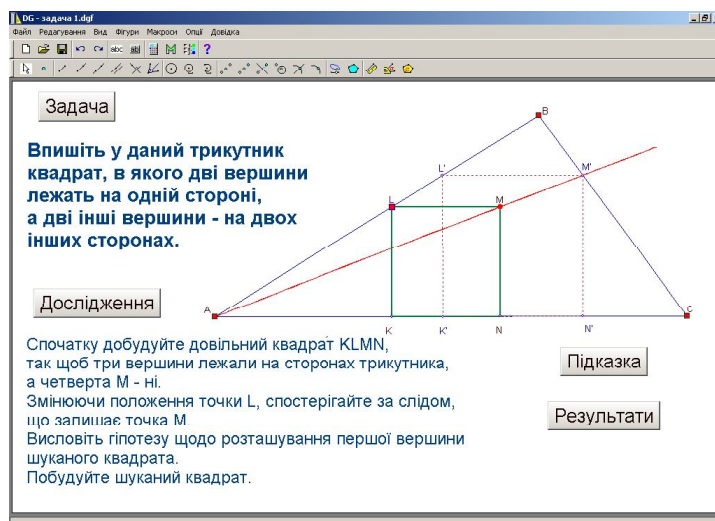 DG - задача 1.dgf
Файл Редагування Вид Фігури Макроси Опції Довідка
abc
Задача
Впишіть у даний трикутник
квадрат, в якого дві вершини
лежать на одній стороні,
а дві інші вершини - на двох
інших сторонах.
B
L'
M'
L
M
Дослідження
A
K
K'
N
N'
C
Спочатку добудуйте довільний квадрат KLMN,
так щоб три вершини лежали на сторонах трикутника,
а четверта M - ні.
Змінюючи положення точки L, спостерігайте за слідом,
що залишає точка M.
Висловіть гіпотезу щодо розташування першої вершини
шуканого квадрата.
Побудуйте шуканий квадрат.
Підказка
Результати